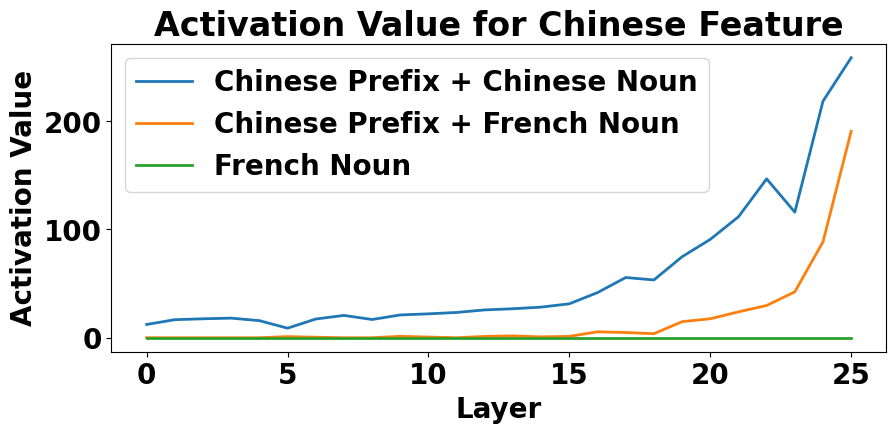 Activation Value for Chinese Feature
Activation Value
200
100
0
Chinese Prefix + Chinese Noun
Chinese Prefix + French Noun
French Noun
0 5 10 15 20 25
Layer